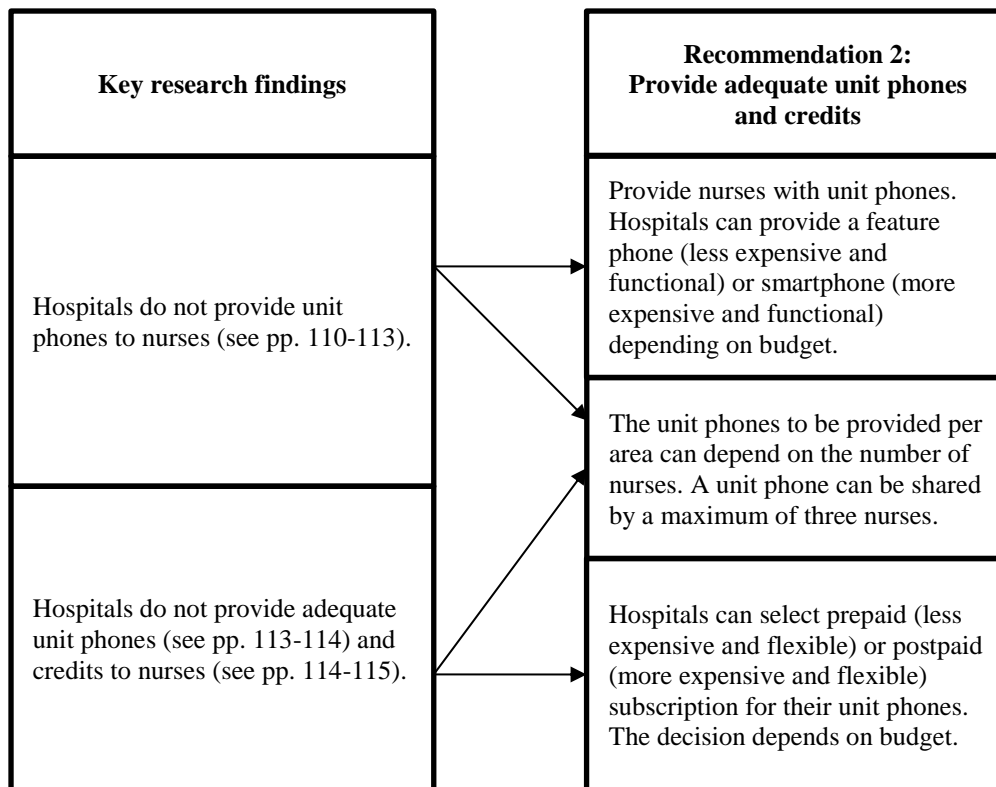 Key research findings
Hospitals do not provide unit
phones to nurses (see pp. 110-113).
Hospitals do not provide adequate
unit phones (see pp. 113-114) and
credits to nurses (see pp. 114-115).
Recommendation 2:
Provide adequate unit phones
and credits
Provide nurses with unit phones.
Hospitals can provide a feature
phone (less expensive and
functional) or smartphone (more
expensive and functional)
depending on budget.
The unit phones to be provided per
area can depend on the number of
nurses. A unit phone can be shared
by a maximum of three nurses.
Hospitals can select prepaid (less
expensive and flexible) or postpaid
(more expensive and flexible)
subscription for their unit phones.
The decision depends on budget.